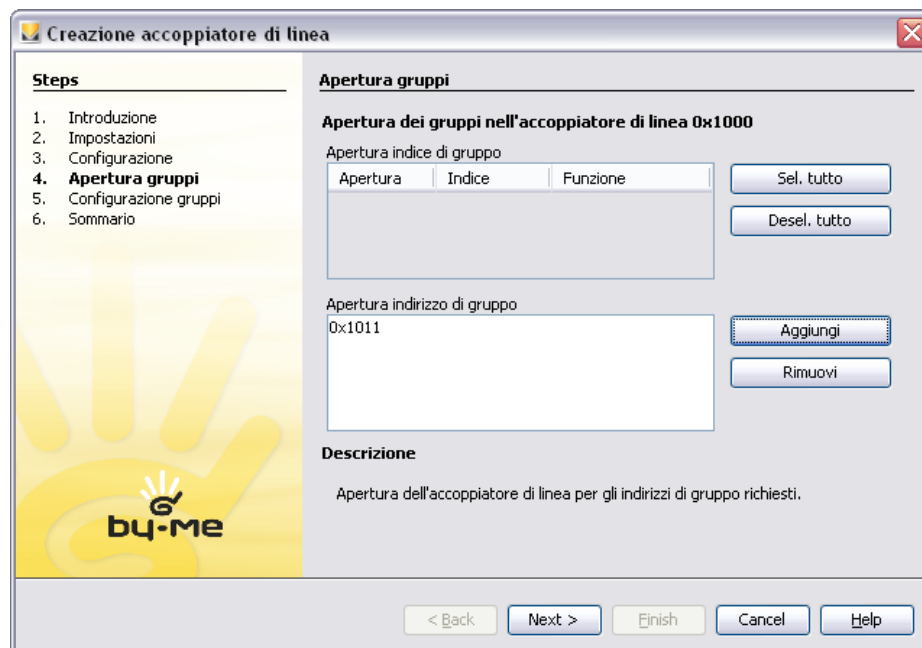 Creazione accoppiatore di linea
Steps
1. Introduzione
2. Impostazioni
3. Configurazione
4. Apertura gruppi
5. Configurazione gruppi
6. Sommario
by-me
Apertura gruppi
Apertura dei gruppi nell'accoppiatore di linea 0x1000
Apertura indice di gruppo
Apertura Indice Funzione
Sel. tutto
Desel. tutto
Apertura indirizzo di gruppo
0x1011
Aggiungi
Rimuovi
Descrizione
Apertura dell'accoppiatore di linea per gli indirizzi di gruppo richiesti.
< Back Next > Finish Cancel Help